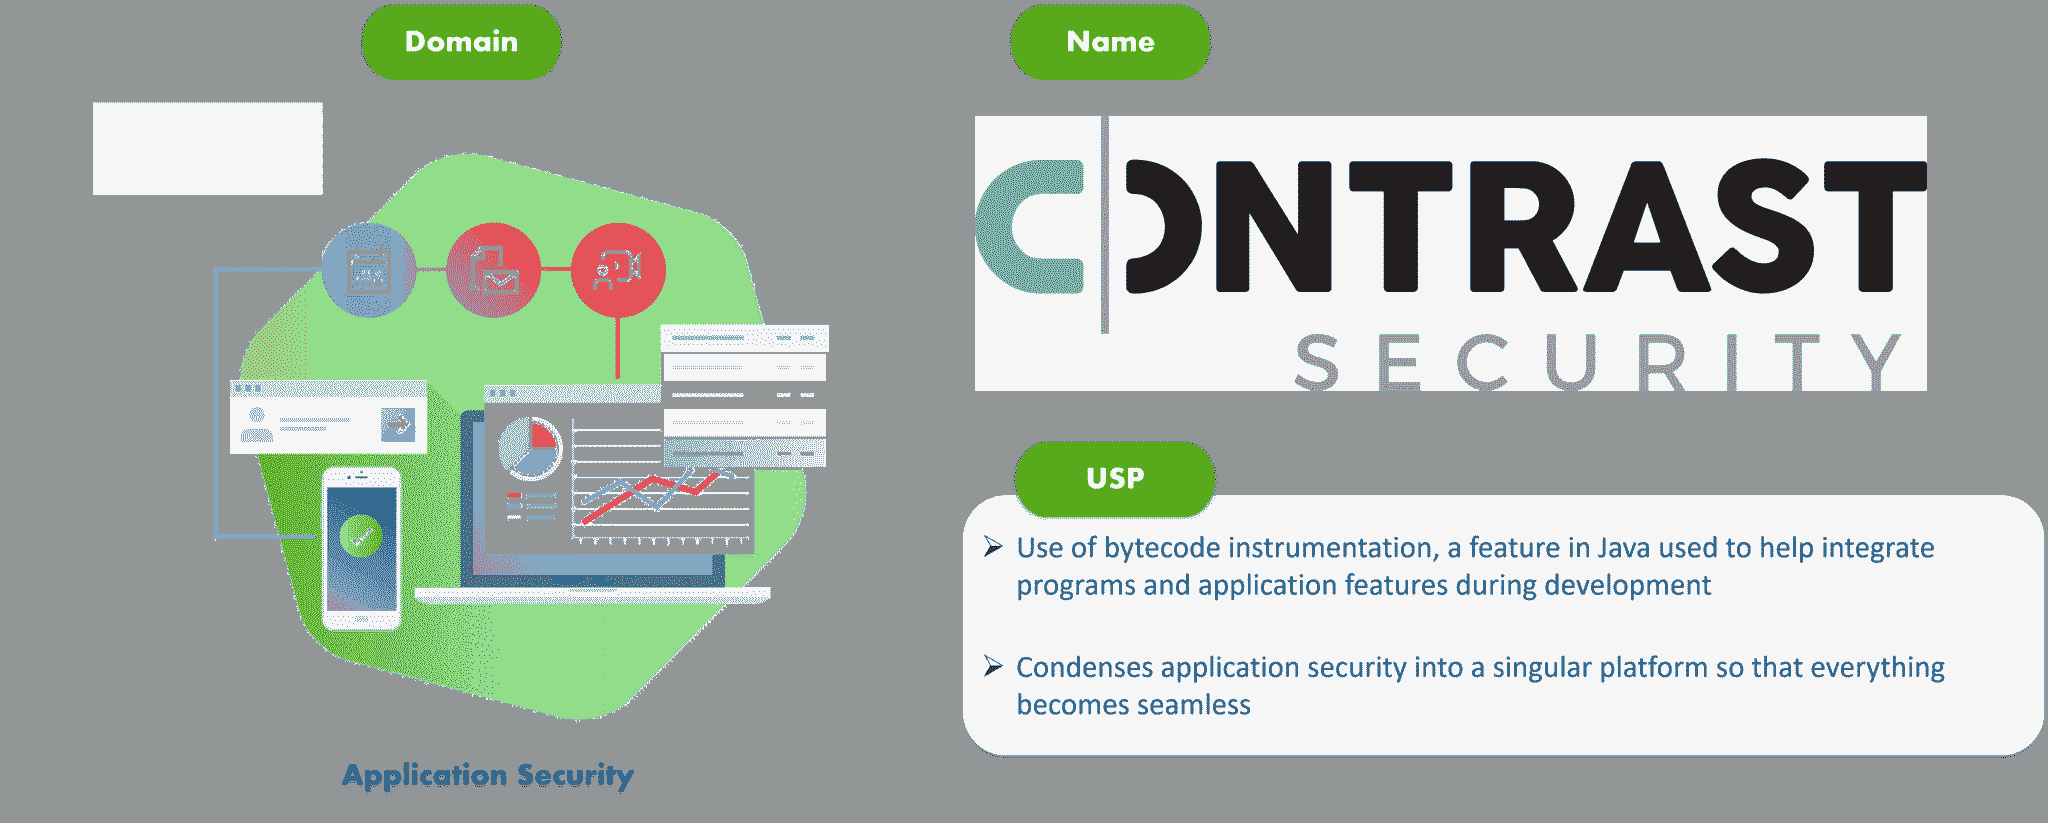 Domain
Name
CONTRAST
SECURITY
USP
➢ Use of bytecode instrumentation, a feature in Java used to help integrate
programs and application features during development
➢ Condenses application security into a singular platform so that everything
becomes seamless
Application Security